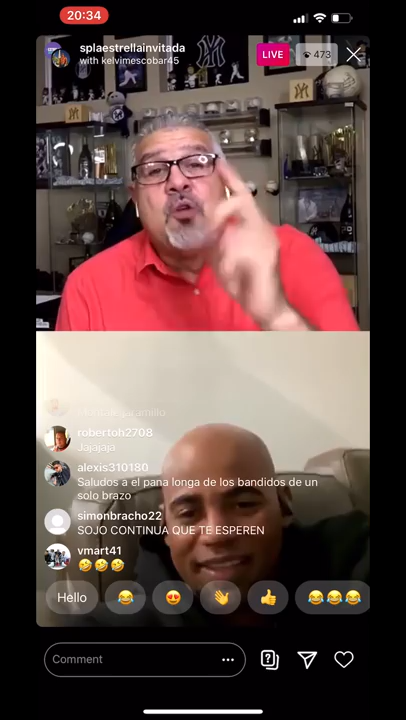 20:34
splaestrellainvitada
with kelvimescobar45
LIVE
473
robertoh2708
Jajajaja
alexis310180
Saludos a el pana longa de los bandidos de un
solo brazo
simonbracho22
SOJO CONTINUA QUE TE ESPEREN
vmart41
🤣🤣🤣
Hello
😂
😍
👋
👍
😂😂😂
Comment